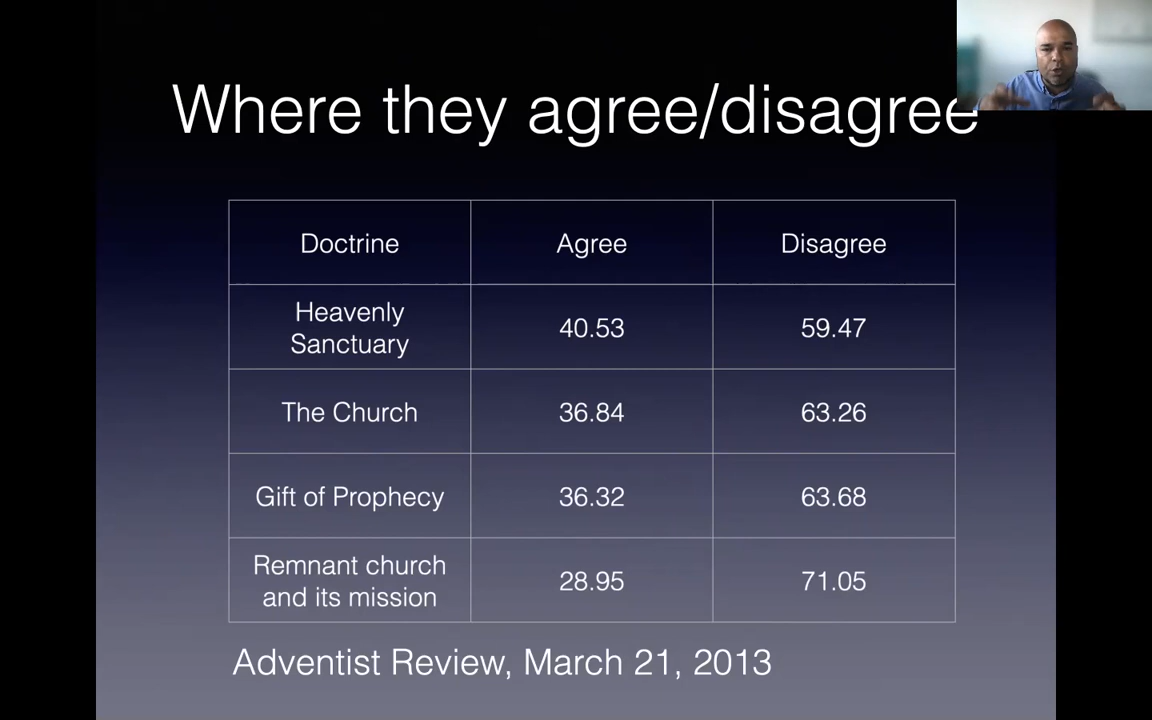 Where they agree/disagree
Doctrine Agree Disagree
Heavenly
Sanctuary 40.53 59.47
The Church 36.84 63.26
Gift of Prophecy 36.32 63.68
Remnant church
and its mission 28.95 71.05
Adventist Review, March 21, 2013